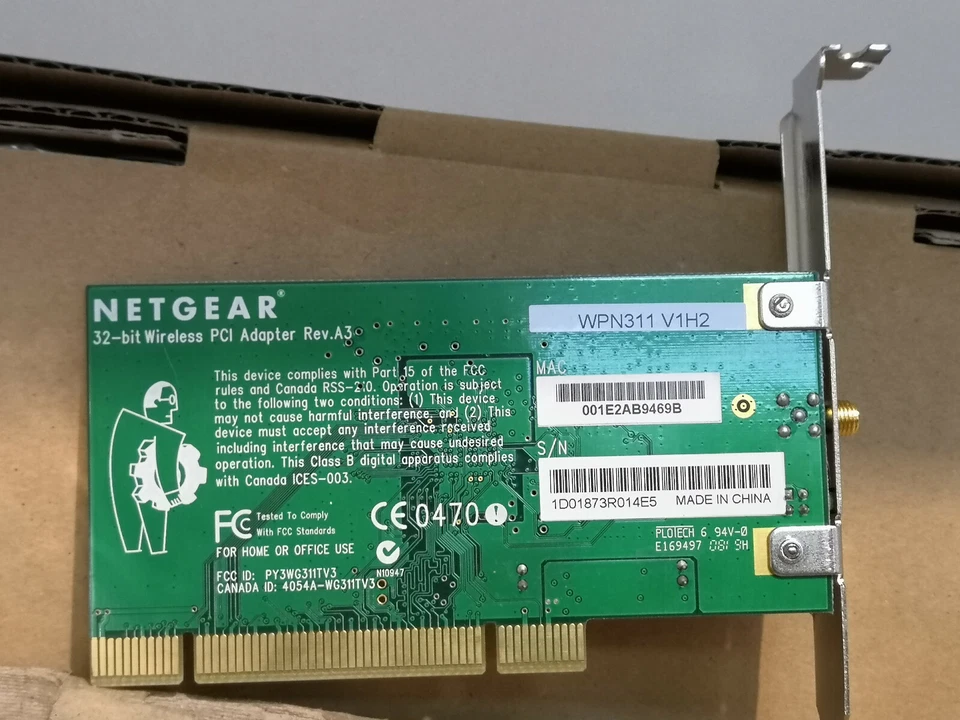 NETGEAR®
32-bit Wireless PCI Adapter Rev.A3
WPN311 V1H2
This device complies with Part 15 of the FCC
rules and Canada RSS-210. Operation is subject
to the following two conditions: (1) This device
may not cause harmful interference, and (2) This
device must accept any interference received
including interference that may cause undesired
operation. This Class B digital apparatus complies
with Canada ICES-003.
MAC
001E2AB9469B
S/N
1D01873R014E5 MADE IN CHINA
FC Tested To Comply
With FCC Standards
FOR HOME OR OFFICE USE
CE0470
N10947
FCC ID: PY3WG311TV3
CANADA ID: 4054A-WG311TV3
PLOTECH 6 94V-0
E169497 0818 9H